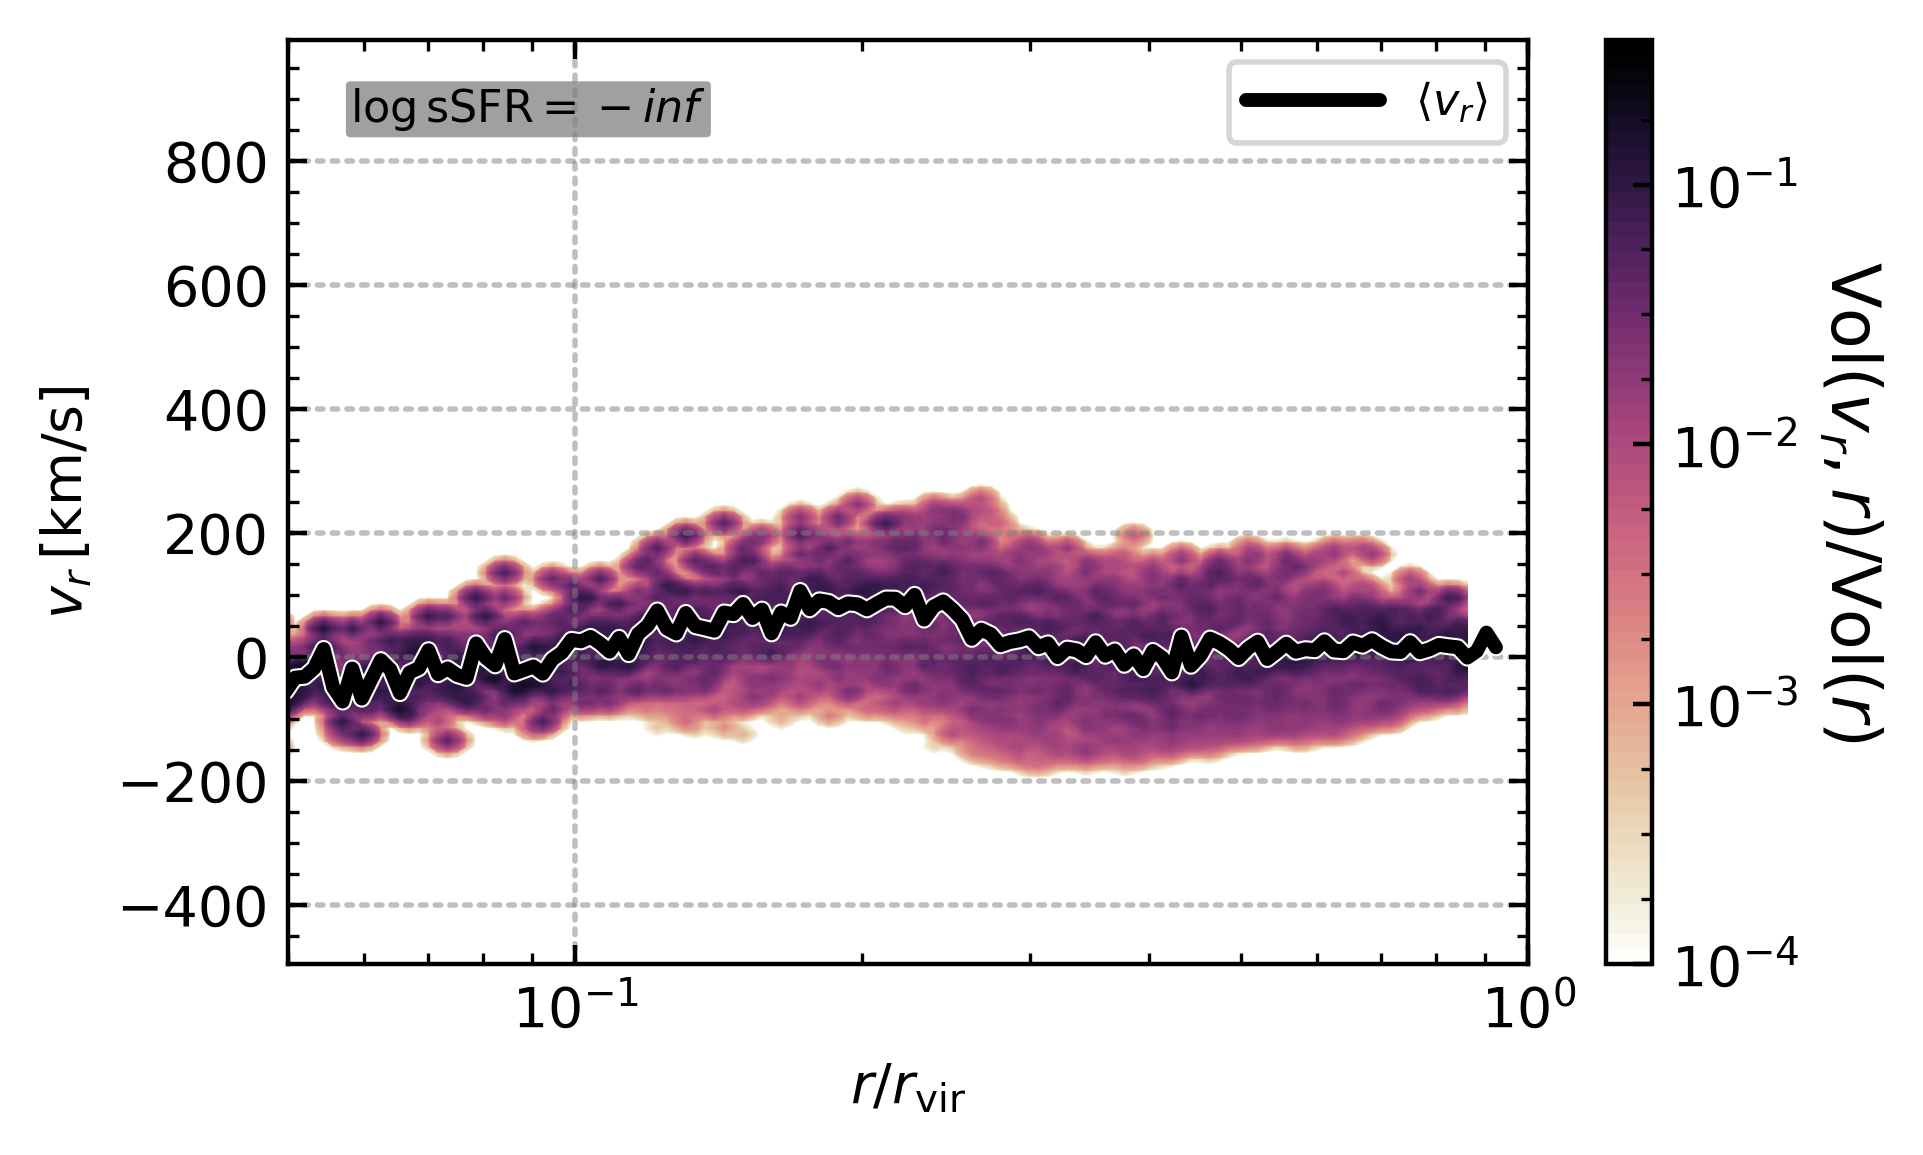 log sSFR = −inf
⟨v_r⟩
800
600
400
200
0
−200
−400
v_r [km/s]
10^−1
10^0
r/r_vir
10^−1
10^−2
10^−3
10^−4
Vol(v_r, r)/Vol(r)